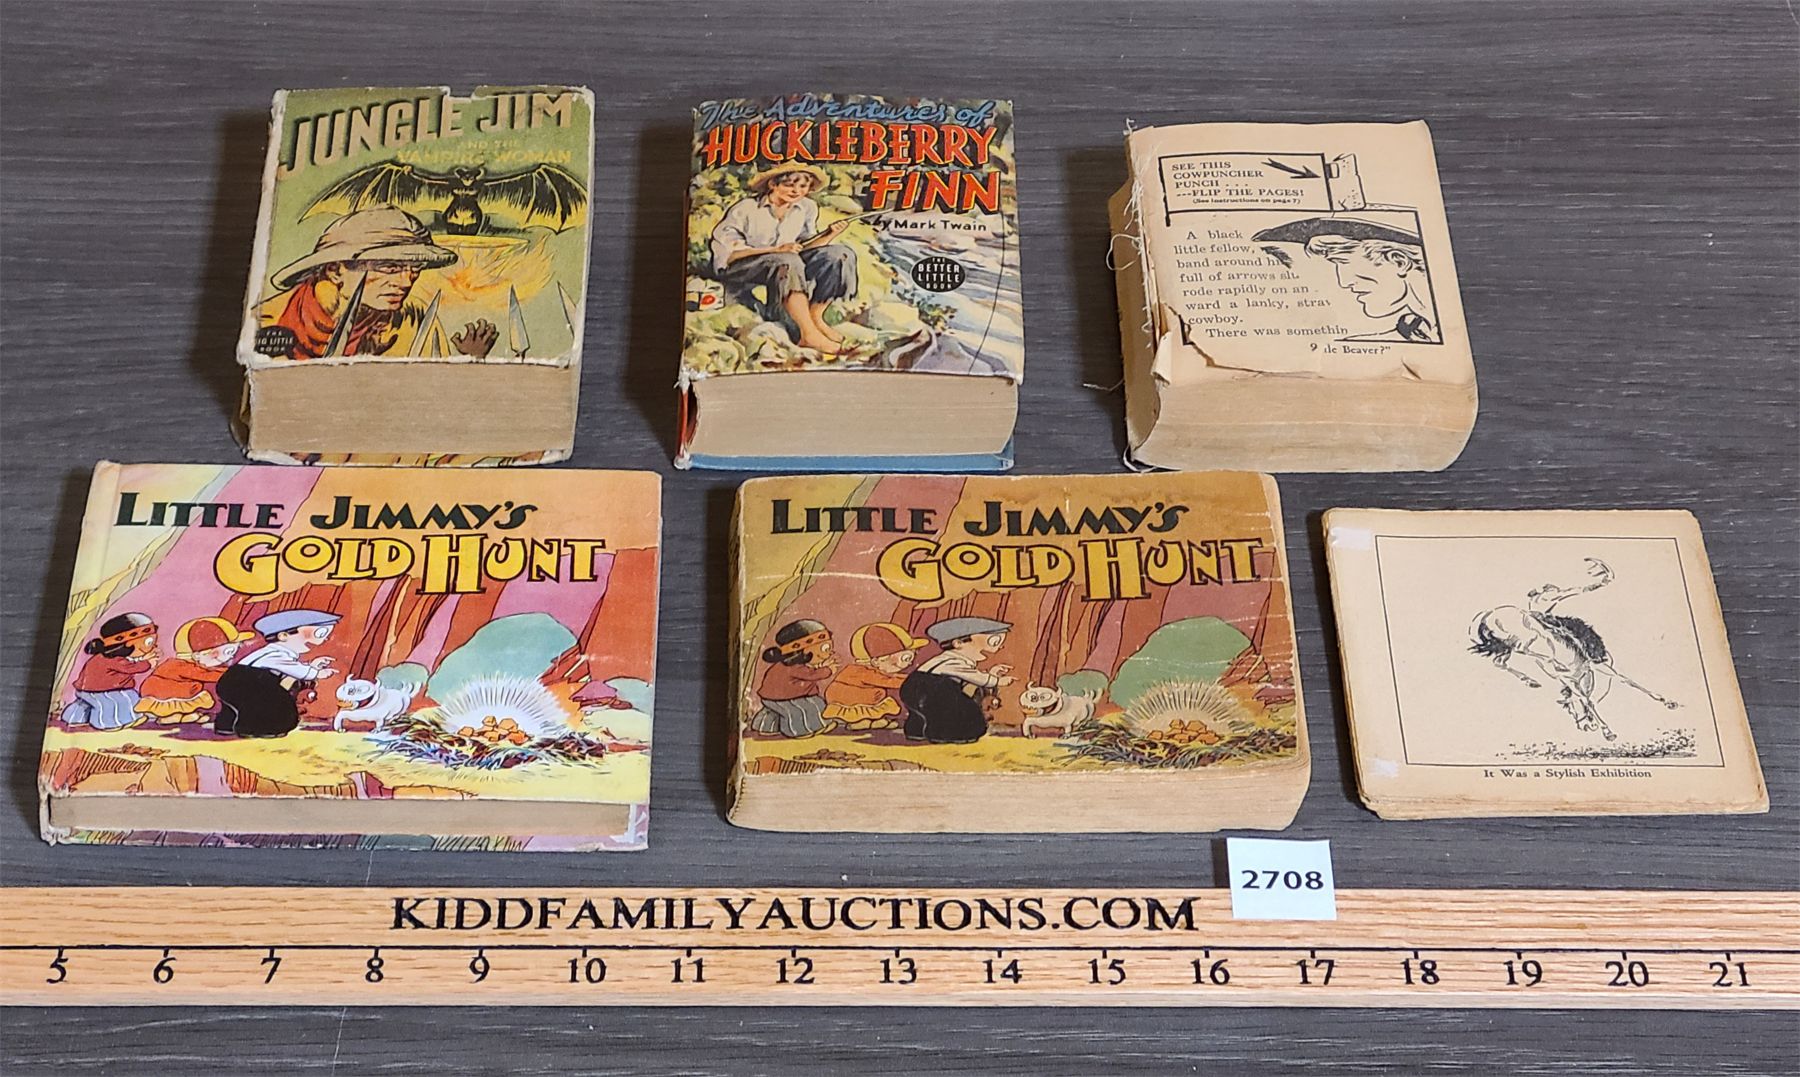 JUNGLE JIM
AND THE
VAMPIRE WOMAN
THE
BIG LITTLE
BOOK
The Adventures of
HUCKLEBERRY
FINN
by Mark Twain
THE
BETTER
LITTLE
BOOK
SEE THIS
COWPUNCHER
PUNCH . . .
---FLIP THE PAGES!
(See instructions on page 7)
A black
little fellow,
band around
full of arrows
rode rapidly on an
ward a lanky,
cowboy.
There was somethin
9
Beaver?"
LITTLE JIMMY'S
GOLD HUNT
LITTLE JIMMY'S
GOLD HUNT
It Was a Stylish Exhibition
2708
KIDDFAMILYAUCTIONS.COM
5 6 7 8 9 10 11 12 13 14 15 16 17 18 19 20 21